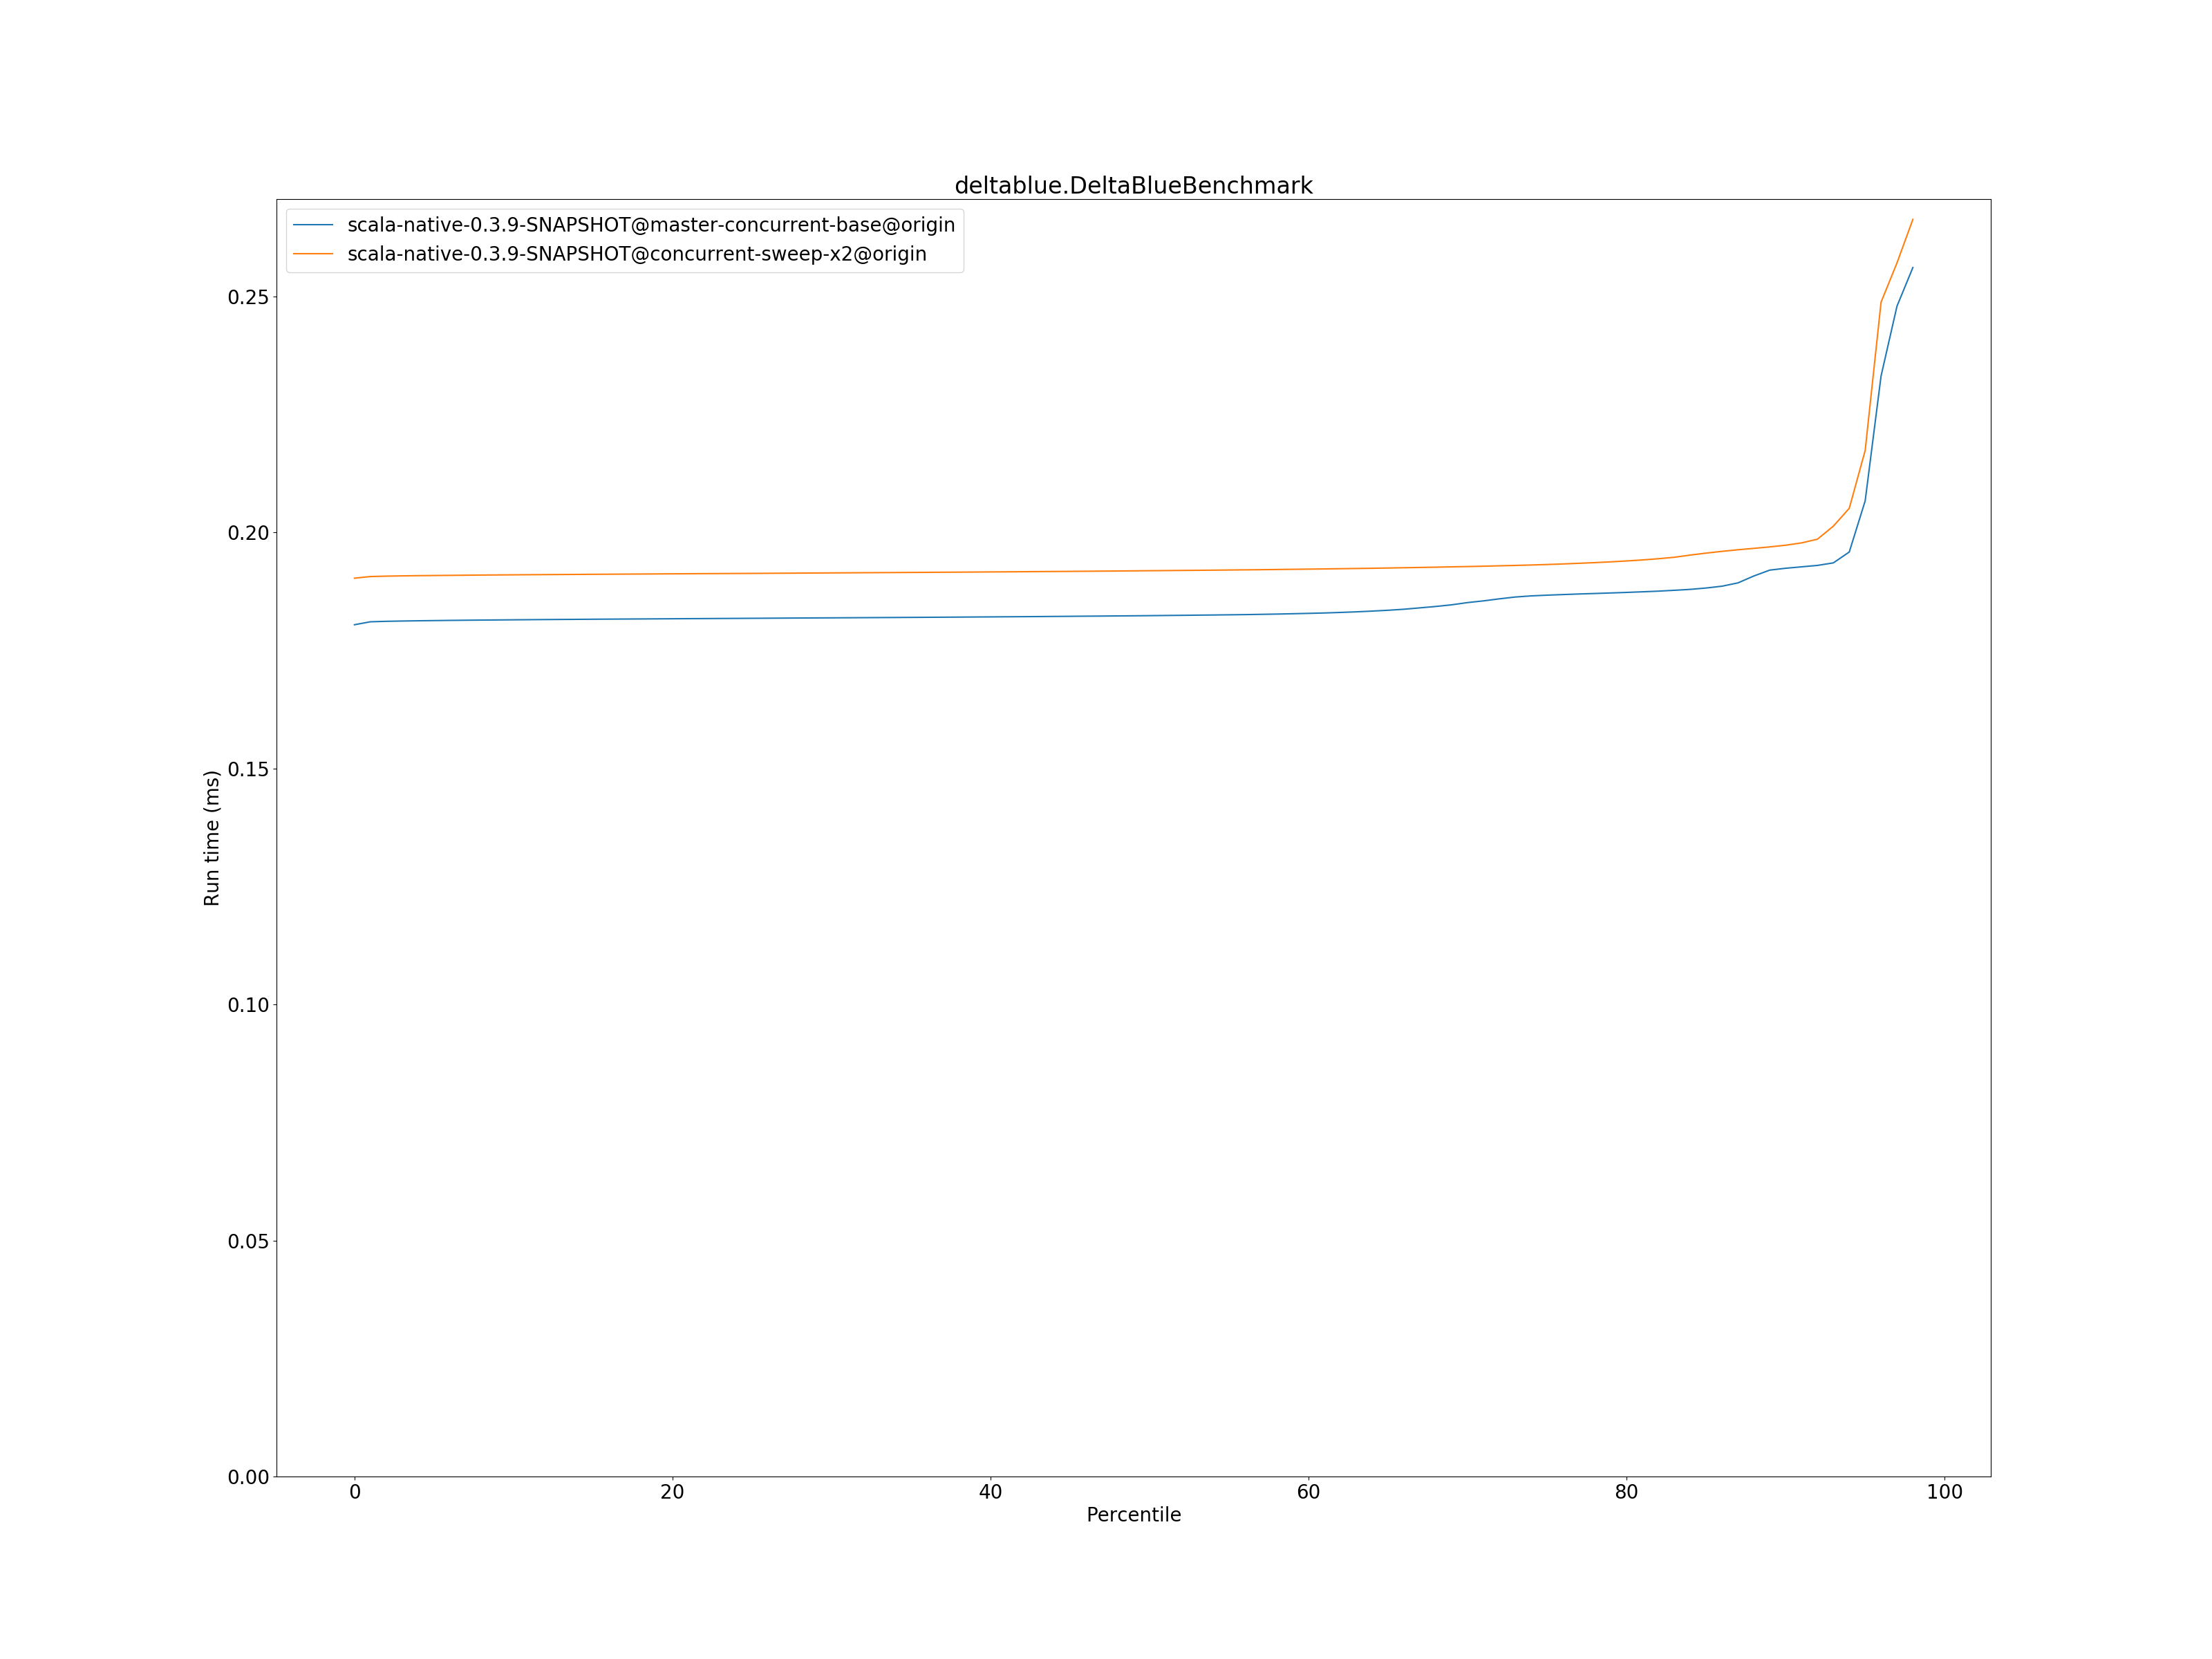 deltablue.DeltaBlueBenchmark
scala-native-0.3.9-SNAPSHOT@master-concurrent-base@origin
scala-native-0.3.9-SNAPSHOT@concurrent-sweep-x2@origin
0.25
0.20
0.15
0.10
0.05
0.00
Run time (ms)
0 20 40 60 80 100
Percentile